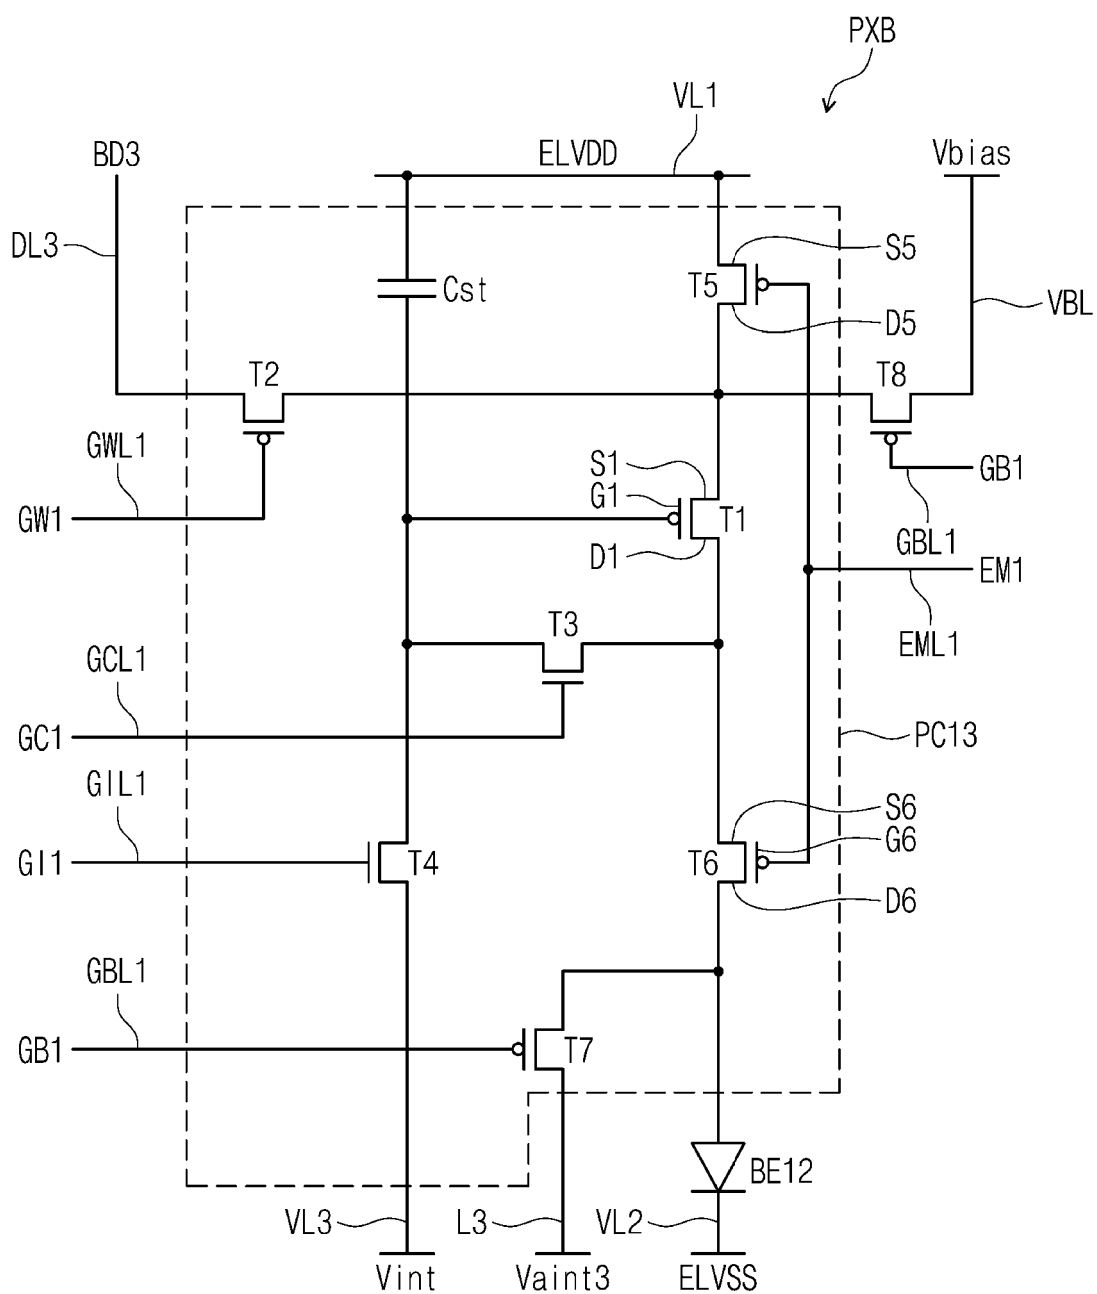 PXB
VL1
BD3
ELVDD
Vbias
DL3
S5
T5
Cst
VBL
D5
T2
T8
GWL1
S1
G1
GB1
GW1
T1
GBL1
D1
EM1
T3
EML1
GCL1
GC1
PC13
GIL1
S6
G6
GI1
T4
T6
D6
GBL1
GB1
T7
BE12
VL3
L3
VL2
Vint
Vaint3
ELVSS